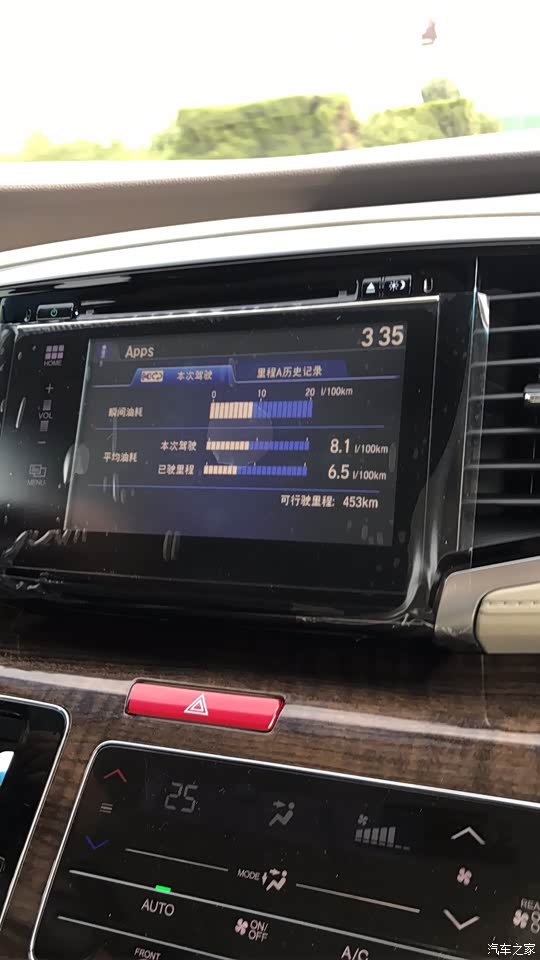 3 35
HOME
Apps
本次驾驶
里程A历史记录
0 10 20 l/100km
瞬间油耗
VOL
平均油耗
本次驾驶
8.1 l/100km
已驶里程
6.5 l/100km
MENU
可行驶里程: 453km
25
MODE
AUTO
ON/
OFF
REA
FRONT
A/C
汽车之家